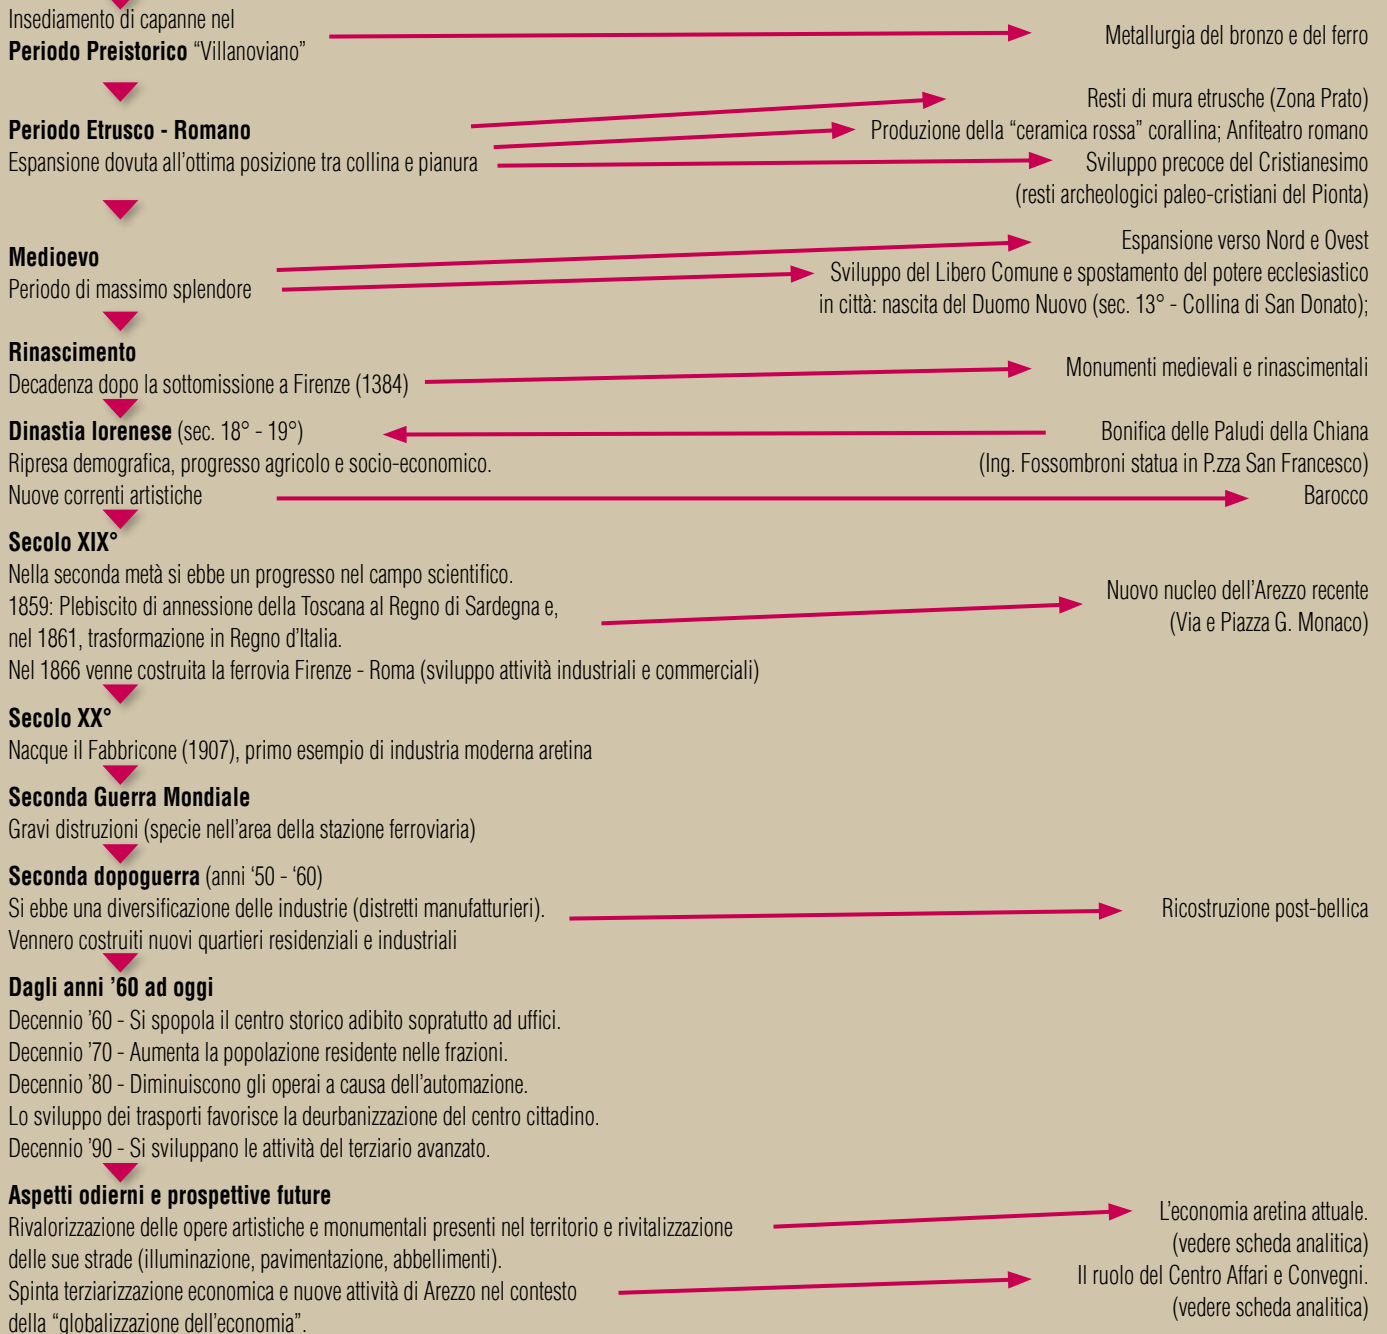 Insediamento di capanne nel
Periodo Preistorico “Villanoviano”
Metallurgia del bronzo e del ferro
Periodo Etrusco - Romano
Espansione dovuta all’ottima posizione tra collina e pianura
Resti di mura etrusche (Zona Prato)
Produzione della “ceramica rossa” corallina; Anfiteatro romano
Sviluppo precoce del Cristianesimo
(resti archeologici paleo-cristiani del Pionta)
Medioevo
Periodo di massimo splendore
Espansione verso Nord e Ovest
Sviluppo del Libero Comune e spostamento del potere ecclesiastico
in città: nascita del Duomo Nuovo (sec. 13° - Collina di San Donato);
Rinascimento
Decadenza dopo la sottomissione a Firenze (1384)
Monumenti medievali e rinascimentali
Dinastia lorenese (sec. 18° - 19°)
Ripresa demografica, progresso agricolo e socio-economico.
Nuove correnti artistiche
Bonifica delle Paludi della Chiana
(Ing. Fossombroni statua in P.zza San Francesco)
Barocco
Secolo XIX°
Nella seconda metà si ebbe un progresso nel campo scientifico.
1859: Plebiscito di annessione della Toscana al Regno di Sardegna e,
nel 1861, trasformazione in Regno d’Italia.
Nel 1866 venne costruita la ferrovia Firenze - Roma (sviluppo attività industriali e commerciali)
Nuovo nucleo dell’Arezzo recente
(Via e Piazza G. Monaco)
Secolo XX°
Nacque il Fabbricone (1907), primo esempio di industria moderna aretina
Seconda Guerra Mondiale
Gravi distruzioni (specie nell’area della stazione ferroviaria)
Seconda dopoguerra (anni ‘50 - ‘60)
Si ebbe una diversificazione delle industrie (distretti manufatturieri).
Vennero costruiti nuovi quartieri residenziali e industriali
Ricostruzione post-bellica
Dagli anni ’60 ad oggi
Decennio ’60 - Si spopola il centro storico adibito sopratutto ad uffici.
Decennio ’70 - Aumenta la popolazione residente nelle frazioni.
Decennio ’80 - Diminuiscono gli operai a causa dell’automazione.
Lo sviluppo dei trasporti favorisce la deurbanizzazione del centro cittadino.
Decennio ’90 - Si sviluppano le attività del terziario avanzato.
Aspetti odierni e prospettive future
Rivalorizzazione delle opere artistiche e monumentali presenti nel territorio e rivitalizzazione
delle sue strade (illuminazione, pavimentazione, abbellimenti).
Spinta terziarizzazione economica e nuove attività di Arezzo nel contesto
della “globalizzazione dell’economia”.
L’economia aretina attuale.
(vedere scheda analitica)
Il ruolo del Centro Affari e Convegni.
(vedere scheda analitica)